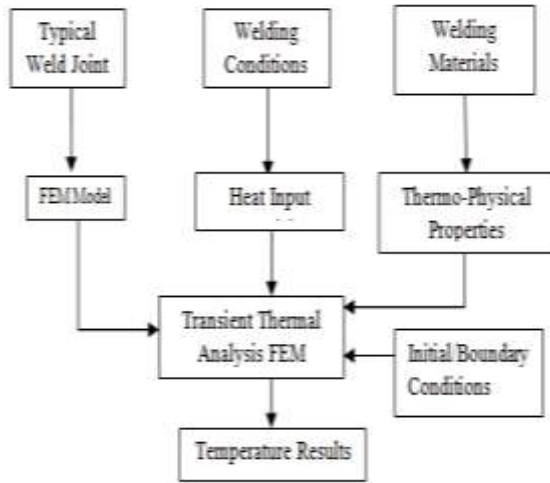 Typical
Weld Joint
Welding
Conditions
Welding
Materials
FEM Model
Heat Input
Thermo-Physical
Properties
Transient Thermal
Analysis FEM
Initial Boundary
Conditions
Temperature Results